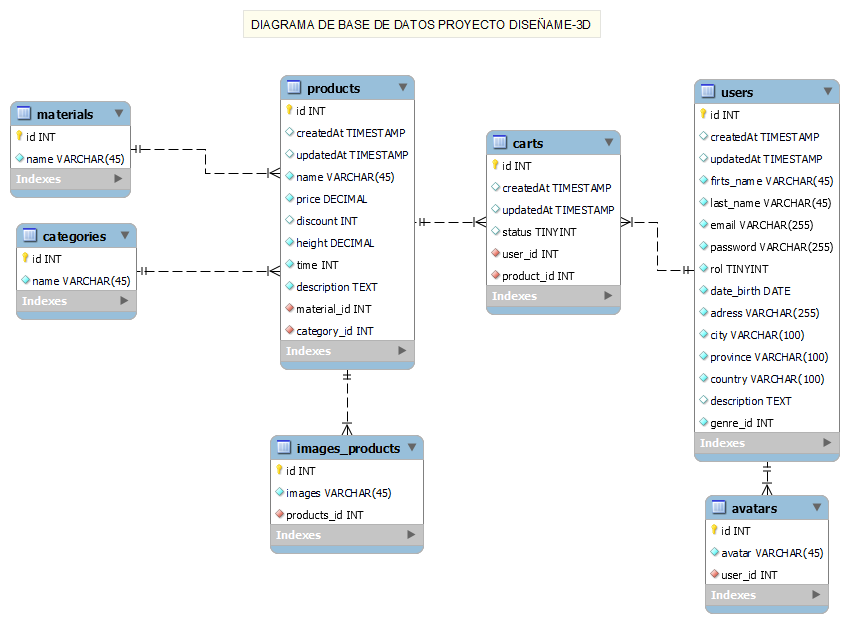 DIAGRAMA DE BASE DE DATOS PROYECTO DISEÑAME-3D
materials
id INT
name VARCHAR(45)
Indexes
categories
id INT
name VARCHAR(45)
Indexes
products
id INT
createdAt TIMESTAMP
updatedAt TIMESTAMP
name VARCHAR(45)
price DECIMAL
discount INT
height DECIMAL
time INT
description TEXT
material_id INT
category_id INT
Indexes
images_products
id INT
images VARCHAR(45)
products_id INT
Indexes
carts
id INT
createdAt TIMESTAMP
updatedAt TIMESTAMP
status TINYINT
user_id INT
product_id INT
Indexes
users
id INT
createdAt TIMESTAMP
updatedAt TIMESTAMP
firts_name VARCHAR(45)
last_name VARCHAR(45)
email VARCHAR(255)
password VARCHAR(255)
rol TINYINT
date_birth DATE
adress VARCHAR(255)
city VARCHAR(100)
province VARCHAR(100)
country VARCHAR(100)
description TEXT
genre_id INT
Indexes
avatars
id INT
avatar VARCHAR(45)
user_id INT
Indexes